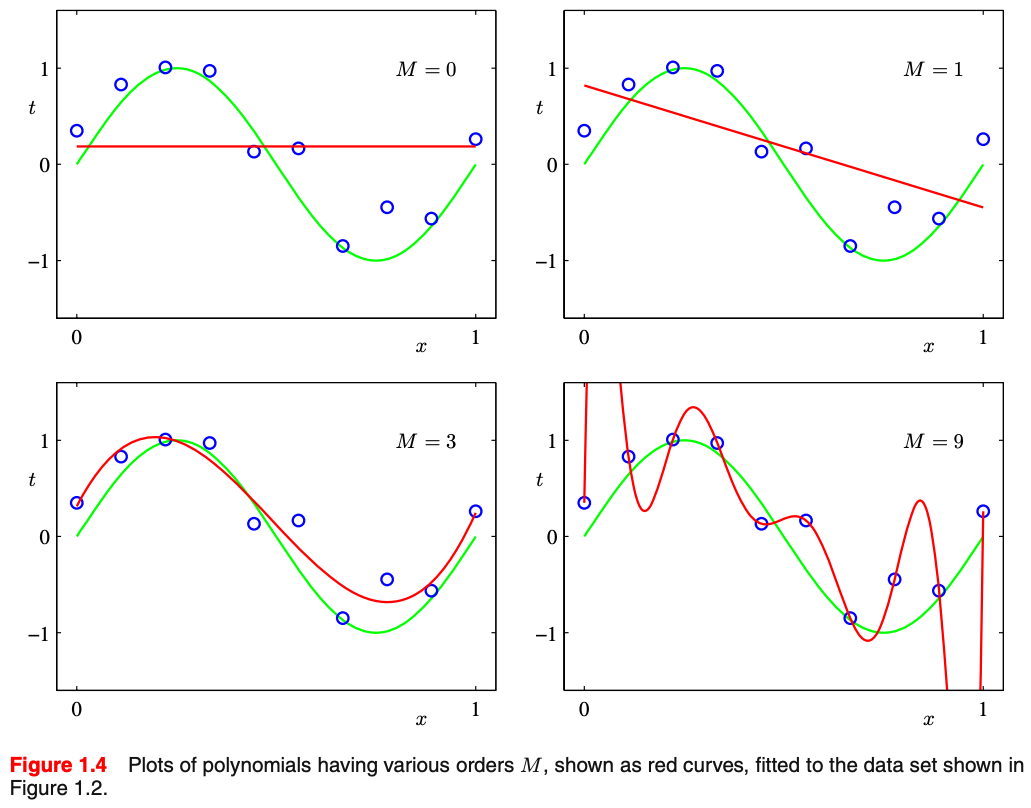 M = 0
1
t
0
−1
0
x
1
M = 1
1
t
0
−1
0
x
1
M = 3
1
t
0
−1
0
x
1
M = 9
1
t
0
−1
0
x
1
Figure 1.4 Plots of polynomials having various orders M, shown as red curves, fitted to the data set shown in
Figure 1.2.